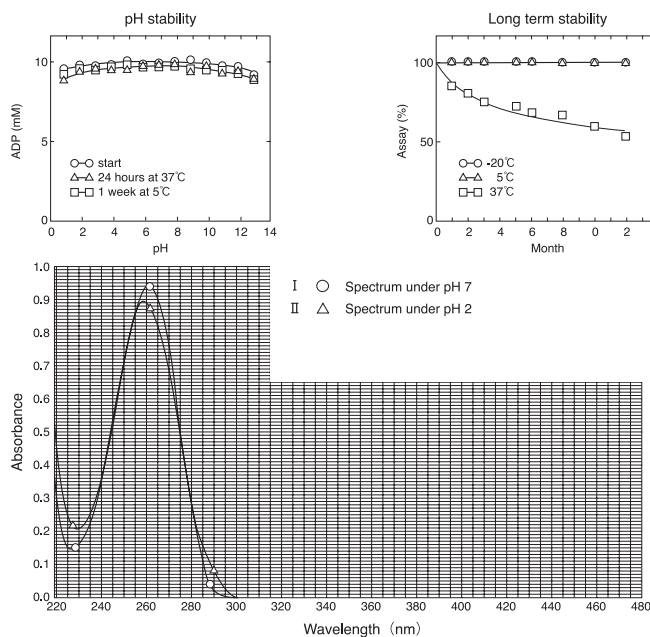 pH stability
10
5
0
ADP (mM)
start
24 hours at 37℃
1 week at 5℃
0 2 4 6 8 10 12 14
pH
Long term stability
100
50
0
Assay (%)
-20℃
5℃
37℃
0 2 4 6 8 0 2
Month
I Spectrum under pH 7
II Spectrum under pH 2
1.0
0.9
0.8
0.7
0.6
0.5
0.4
0.3
0.2
0.1
0.0
Absorbance
220 240 260 280 300 320 340 360 380 400 420 440 460 480
Wavelength (nm)